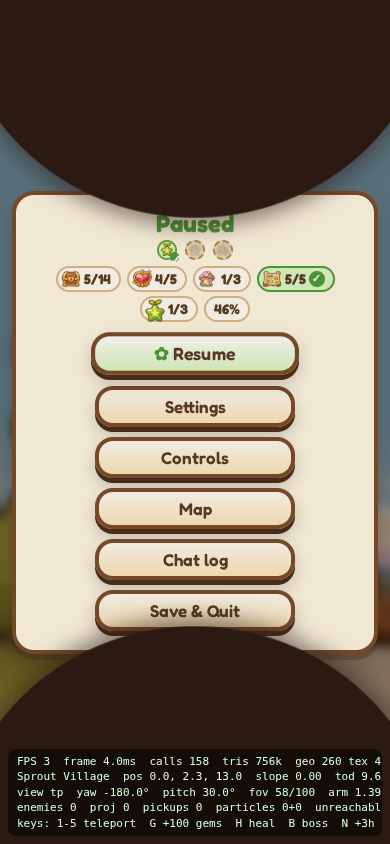 Paused
5/14 4/5 1/3 5/5
1/3 46%
Resume
Settings
Controls
Map
Chat log
Save & Quit
FPS 3 frame 4.0ms calls 158 tris 756k geo 260 tex 4
Sprout Village pos 0.0, 2.3, 13.0 slope 0.00 tod 9.6
view tp yaw -180.0° pitch 30.0° fov 58/100 arm 1.39
enemies 0 proj 0 pickups 0 particles 0+0 unreachabl
keys: 1-5 teleport G +100 gems H heal B boss N +3h